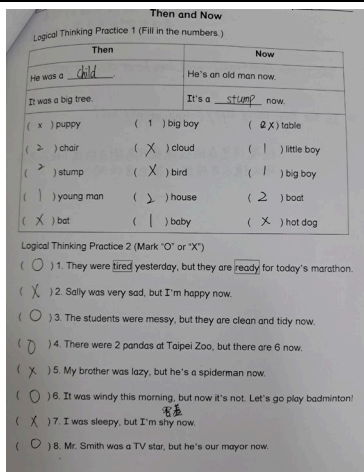 Then and Now
Logical Thinking Practice 1 (Fill in the numbers.)
Then Now
He was a child. He's an old man now.
It was a big tree. It's a stump now.
( x ) puppy ( 1 ) big boy ( X ) table
( 2 ) chair ( X ) cloud ( 1 ) little boy
( 2 ) stump ( X ) bird ( 1 ) big boy
( 1 ) young man ( 2 ) house ( 2 ) boat
( X ) bat ( 1 ) baby ( X ) hot dog
Logical Thinking Practice 2 (Mark "O" or "X")
( O ) 1. They were tired yesterday, but they are ready for today's marathon.
( X ) 2. Sally was very sad, but I'm happy now.
( O ) 3. The students were messy, but they are clean and tidy now.
( O ) 4. There were 2 pandas at Taipei Zoo, but there are 6 now.
( X ) 5. My brother was lazy, but he's a spiderman now.
( O ) 6. It was windy this morning, but now it's not. Let's go play badminton!
害羞
( X ) 7. I was sleepy, but I'm shy now.
( O ) 8. Mr. Smith was a TV star, but he's our mayor now.